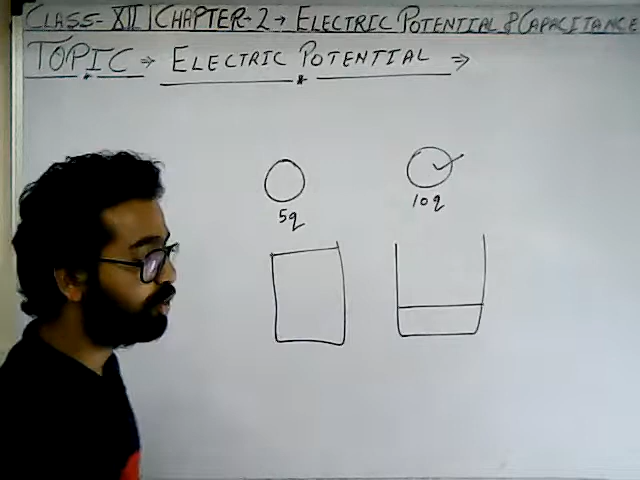 CLASS-XII | CHAPTER-2 → ELECTRIC POTENTIAL & CAPACITANCE
TOPIC → ELECTRIC POTENTIAL ⇒
5q
10q